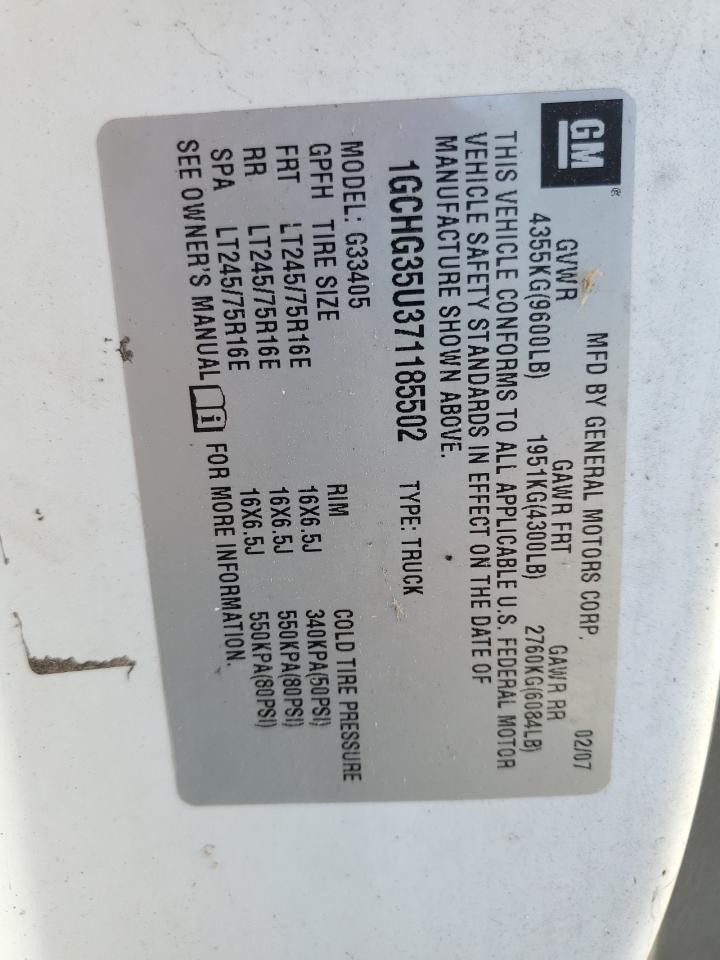 GM ®
MFD BY GENERAL MOTORS CORP. 02/07
GVWR GAWR FRT GAWR RR
4355KG(9600LB) 1951KG(4300LB) 2760KG(6084LB)
THIS VEHICLE CONFORMS TO ALL APPLICABLE U.S. FEDERAL MOTOR
VEHICLE SAFETY STANDARDS IN EFFECT ON THE DATE OF
MANUFACTURE SHOWN ABOVE.
1GCHG35U371185502 TYPE: TRUCK
MODEL: G33405
GPFH TIRE SIZE RIM COLD TIRE PRESSURE
FRT LT245/75R16E 16X6.5J 340KPA(50PSI)
RR LT245/75R16E 16X6.5J 550KPA(80PSI)
SPA LT245/75R16E 16X6.5J 550KPA(80PSI)
SEE OWNER'S MANUAL i FOR MORE INFORMATION.